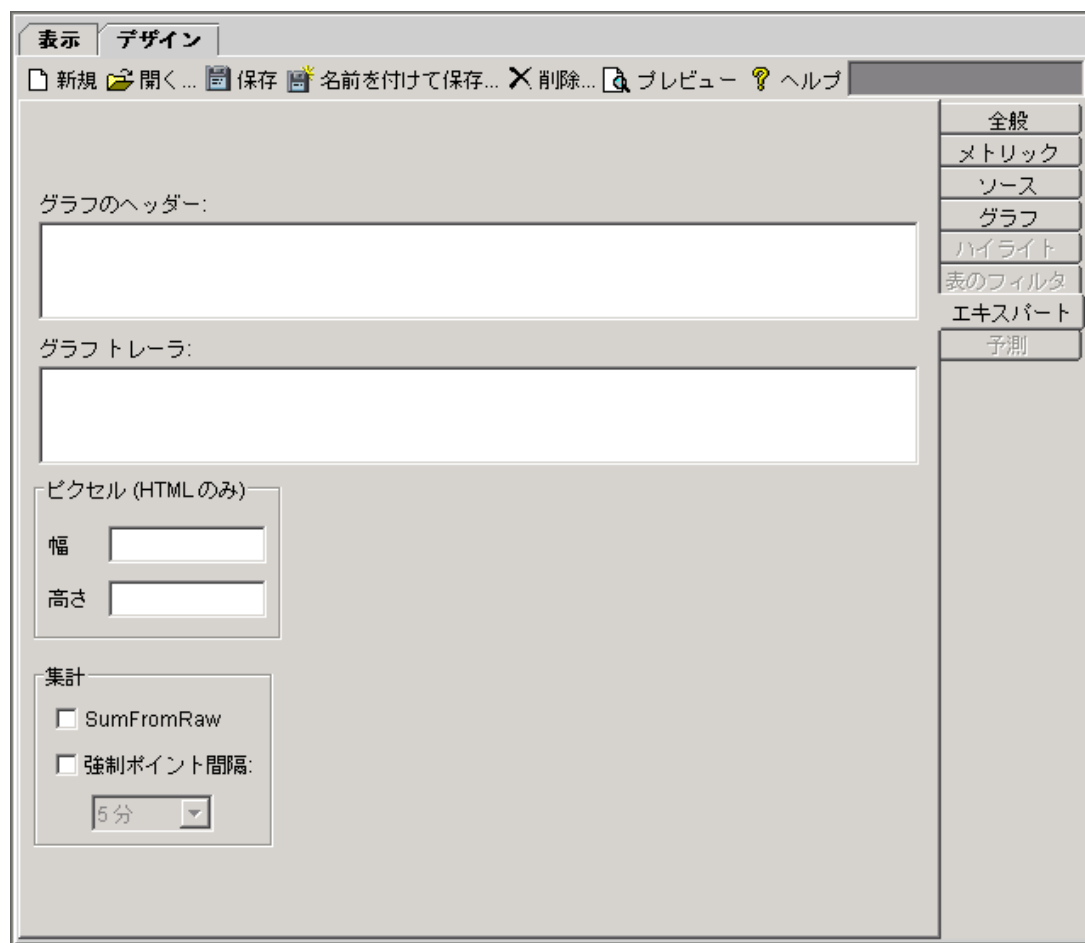 表示 デザイン
新規 開く... 保存 名前を付けて保存... 削除... プレビュー ヘルプ
全般
メトリック
ソース
グラフ
ハイライト
表のフィルタ
エキスパート
予測
グラフのヘッダー:
グラフ トレーラ:
ピクセル (HTML のみ)
幅
高さ
集計
SumFromRaw
強制ポイント間隔:
5 分